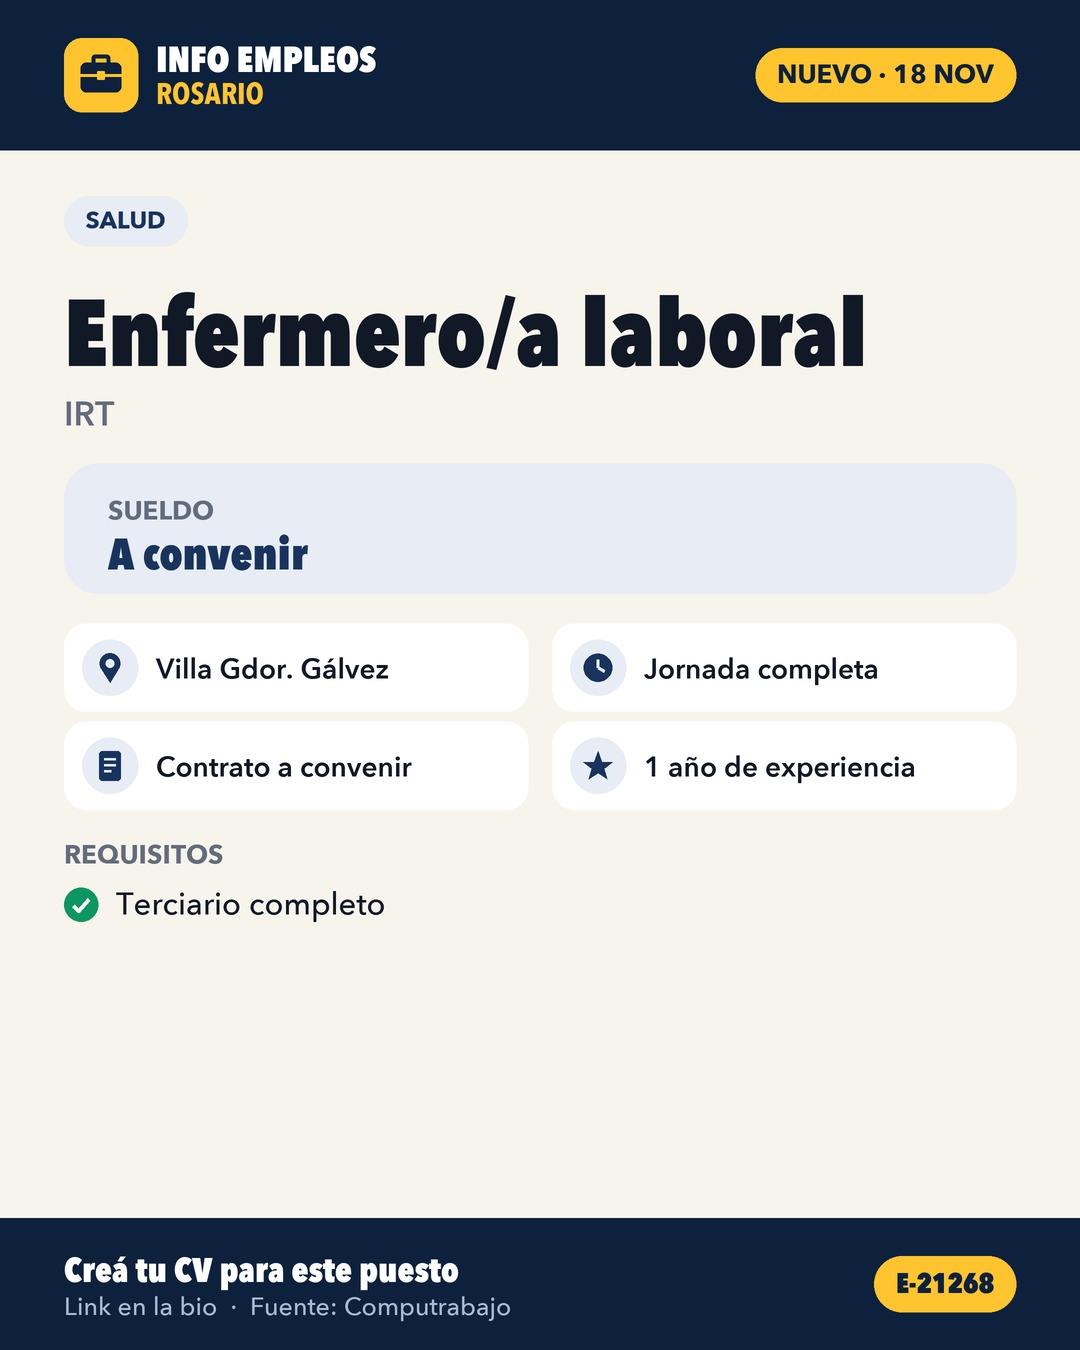 INFO EMPLEOS
ROSARIO
NUEVO · 18 NOV
SALUD
Enfermero/a laboral
IRT
SUELDO
A convenir
Villa Gdor. Gálvez
Jornada completa
Contrato a convenir
1 año de experiencia
REQUISITOS
Terciario completo
Creá tu CV para este puesto
Link en la bio · Fuente: Computrabajo
E-21268